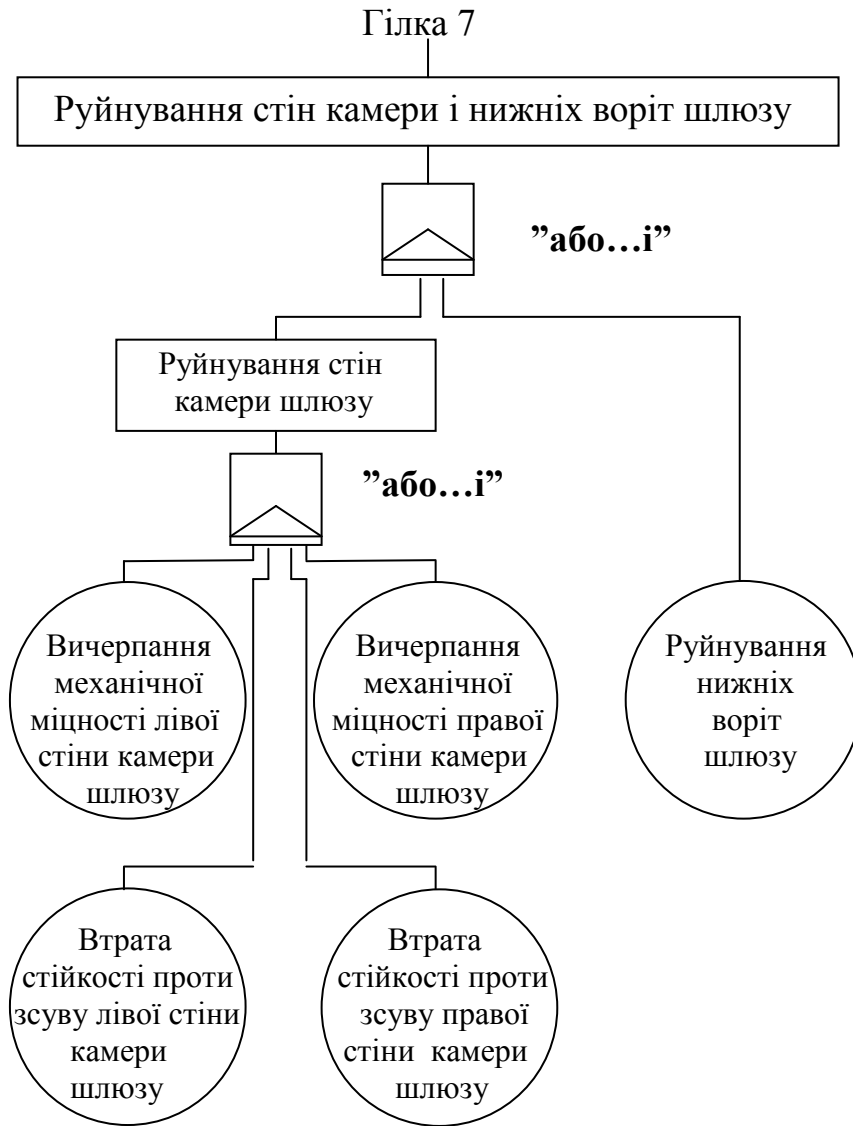 Гілка 7
Руйнування стін камери і нижніх воріт шлюзу
”або…і”
Руйнування стін
камери шлюзу
”або…і”
Вичерпання
механічної
міцності лівої
стіни камери
шлюзу
Вичерпання
механічної
міцності правої
стіни камери
шлюзу
Руйнування
нижніх
воріт
шлюзу
Втрата
стійкості проти
зсуву лівої стіни
камери
шлюзу
Втрата
стійкості проти
зсуву правої
стіни камери
шлюзу